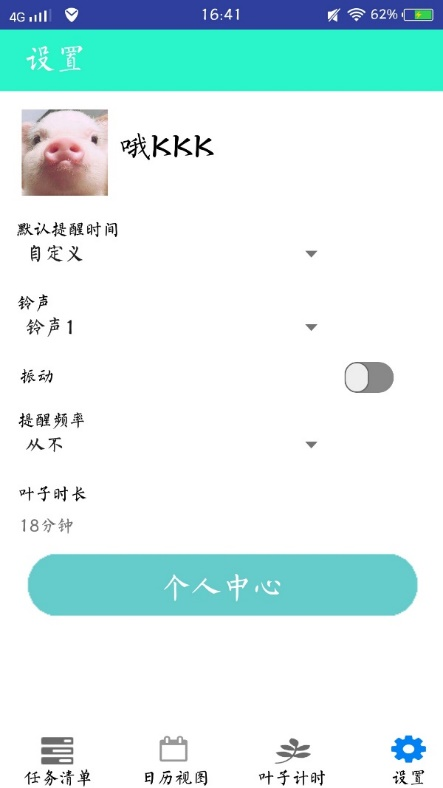 4G 16:41 62%
设置
哦KKK
默认提醒时间
自定义
铃声
铃声1
振动
提醒频率
从不
叶子时长
18分钟
个人中心
任务清单 日历视图 叶子计时 设置